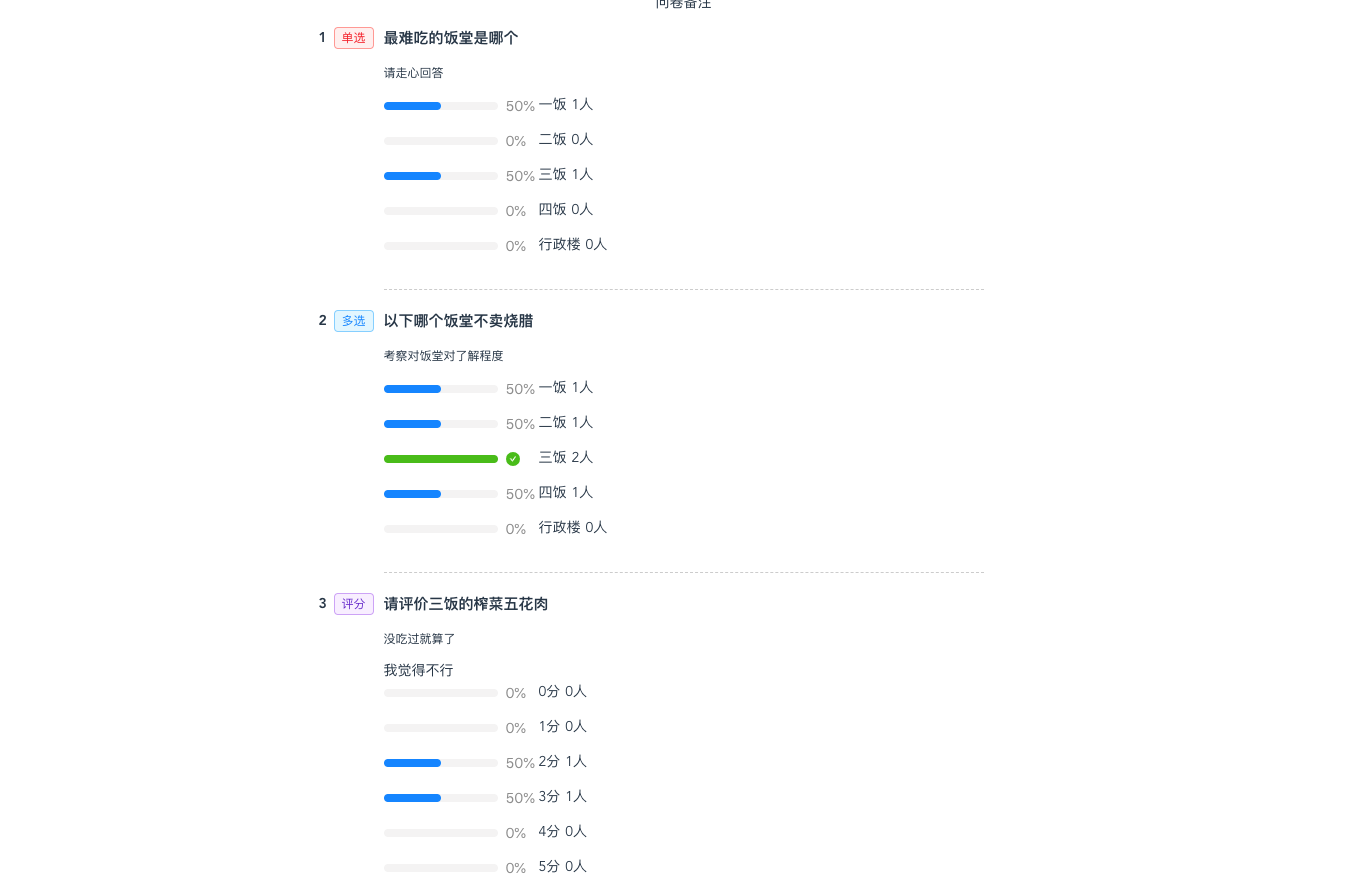 问卷备注
1 单选 最难吃的饭堂是哪个
请走心回答
50% 一饭 1人
0% 二饭 0人
50% 三饭 1人
0% 四饭 0人
0% 行政楼 0人
2 多选 以下哪个饭堂不卖烧腊
考察对饭堂对了解程度
50% 一饭 1人
50% 二饭 1人
三饭 2人
50% 四饭 1人
0% 行政楼 0人
3 评分 请评价三饭的榨菜五花肉
没吃过就算了
我觉得不行
0% 0分 0人
0% 1分 0人
50% 2分 1人
50% 3分 1人
0% 4分 0人
0% 5分 0人